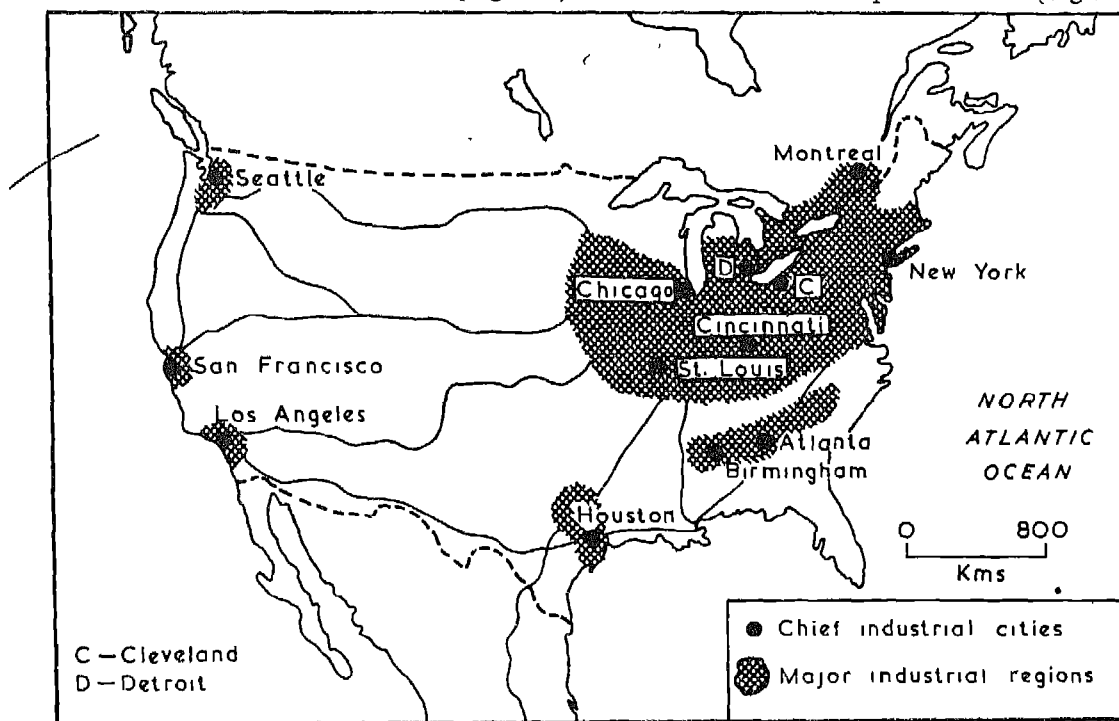 Montreal
Seattle
D
New York
C
Chicago
Cincinnati
San Francisco
St. Louis
Los Angeles
NORTH
ATLANTIC
OCEAN
Atlanta
Birmingham
Houston
0 800
Kms
C—Cleveland
D—Detroit
Chief industrial cities
Major industrial regions